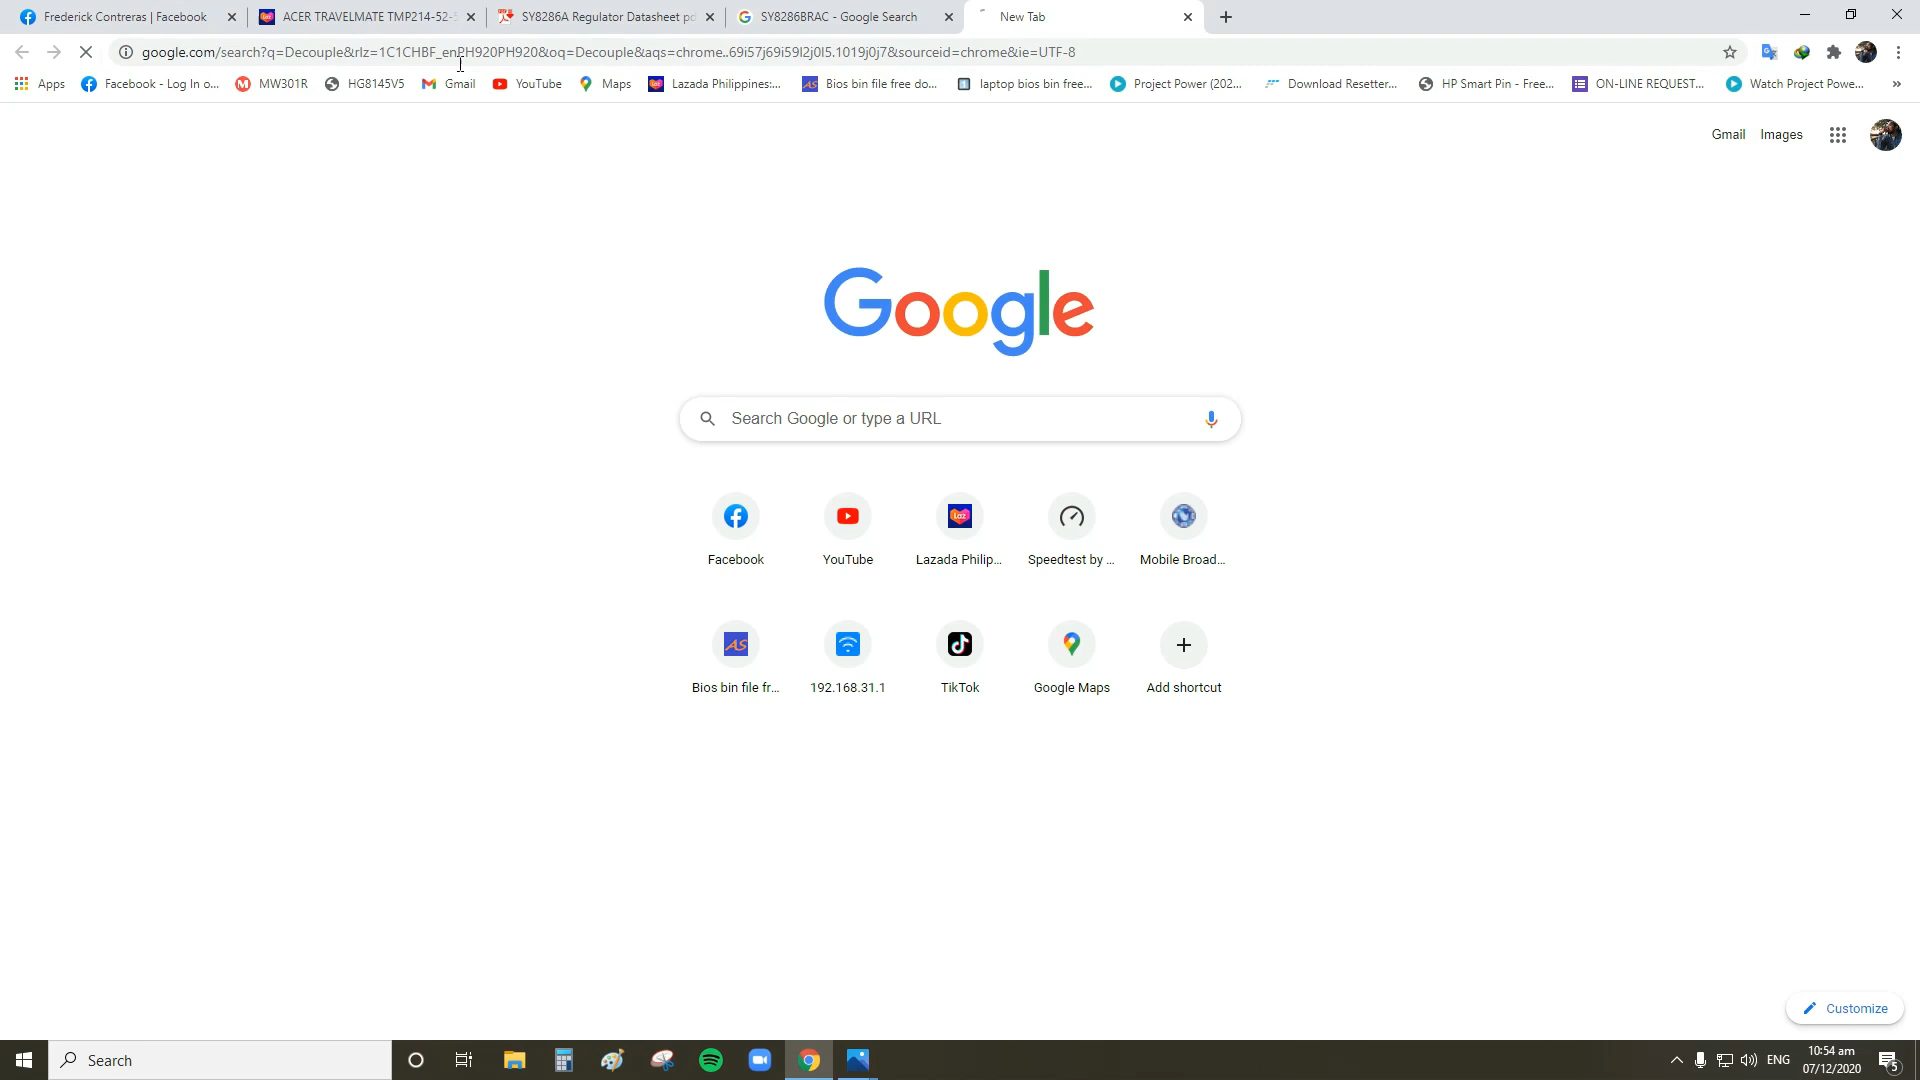 Frederick Contreras | Facebook
ACER TRAVELMATE TMP214-52-5
SY8286A Regulator Datasheet pd
SY8286BRAC - Google Search
New Tab
google.com/search?q=Decouple&rlz=1C1CHBF_enPH920PH920&oq=Decouple&aqs=chrome..69i57j69i59l2j0l5.1019j0j7&sourceid=chrome&ie=UTF-8
Apps
Facebook - Log In o...
MW301R
HG8145V5
Gmail
YouTube
Maps
Lazada Philippines:...
Bios bin file free do...
laptop bios bin free...
Project Power (202...
Download Resetter...
HP Smart Pin - Free...
ON-LINE REQUEST...
Watch Project Powe...
»
Gmail
Images
Google
Search Google or type a URL
Facebook
YouTube
Lazada Philip...
Speedtest by ...
Mobile Broad...
Bios bin file fr...
192.168.31.1
TikTok
Google Maps
Add shortcut
Customize
Search
ENG
10:54 am
07/12/2020
5